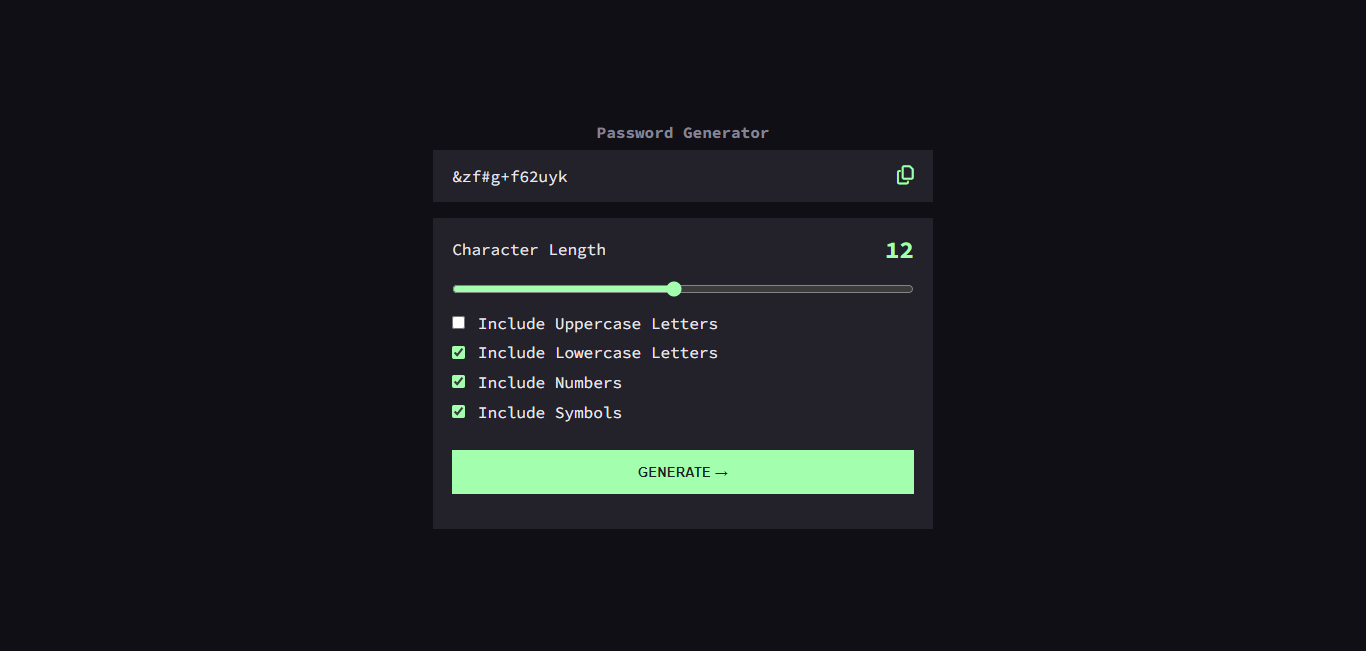 Password Generator
&zf#g+f62uyk
Character Length 12
Include Uppercase Letters
Include Lowercase Letters
Include Numbers
Include Symbols
GENERATE →